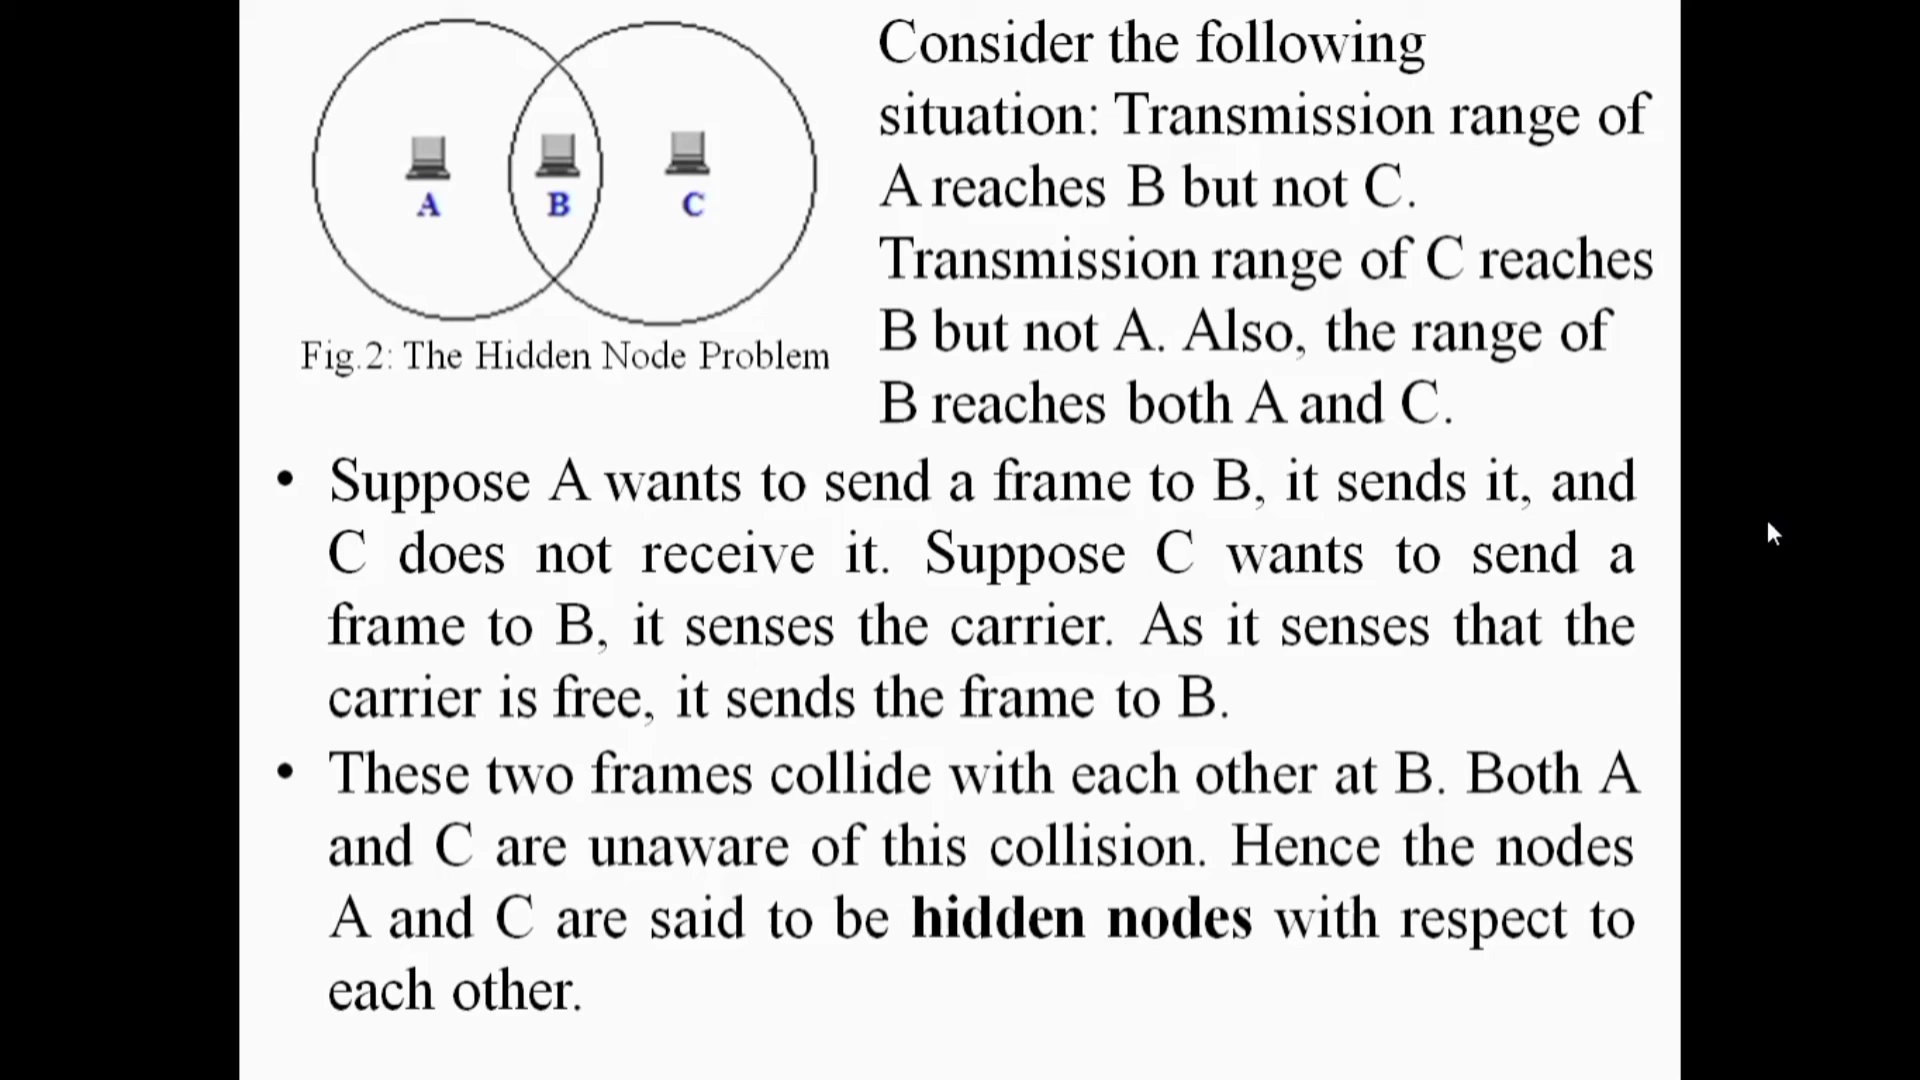 A
B
C
Fig.2: The Hidden Node Problem
Consider the following
situation: Transmission range of
A reaches B but not C.
Transmission range of C reaches
B but not A. Also, the range of
B reaches both A and C.
• Suppose A wants to send a frame to B, it sends it, and
C does not receive it. Suppose C wants to send a
frame to B, it senses the carrier. As it senses that the
carrier is free, it sends the frame to B.
• These two frames collide with each other at B. Both A
and C are unaware of this collision. Hence the nodes
A and C are said to be hidden nodes with respect to
each other.